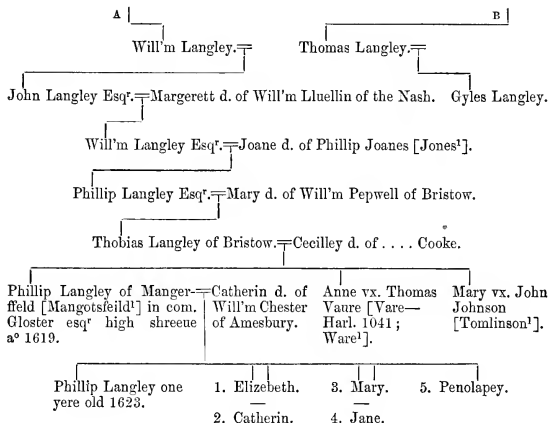 A B
Will'm Langley. Thomas Langley.
John Langley Esqr. Margerett d. of Will'm Lluellin of the Nash. Gyles Langley.
Will'm Langley Esqr. Joane d. of Phillip Joanes [Jones¹].
Phillip Langley Esqr. Mary d. of Will'm Pepwell of Bristow.
Thobias Langley of Bristow. Cecilley d. of .... Cooke.
Phillip Langley of Manger-
ffeld [Mangotsfeild¹] in com.
Gloster esqr high shreeue
a° 1619.
Catherin d. of
Will'm Chester
of Amesbury.
Anne vx. Thomas
Vaure [Vare—
Harl. 1041;
Ware¹].
Mary vx. John
Johnson
[Tomlinson¹].
Phillip Langley one
yere old 1623.
1. Elizebeth.
—
2. Catherin.
3. Mary.
—
4. Jane.
5. Penolapey.